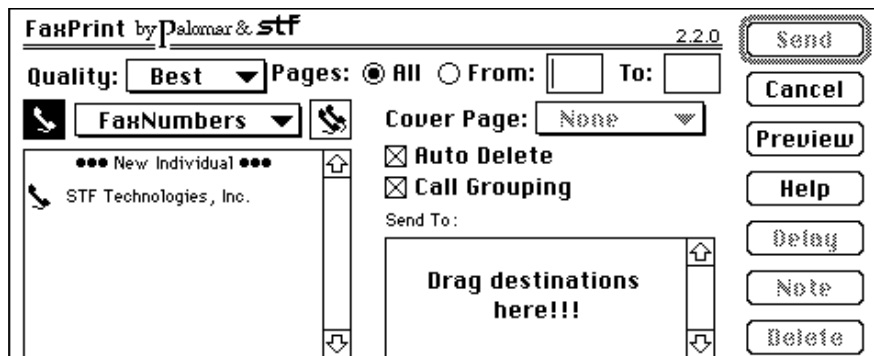 FaxPrint by Palomar & stf 2.2.0
Send
Quality: Best Pages: All From: To:
Cancel
FaxNumbers Cover Page: None
Preview
●●● New Individual ●●●
Auto Delete
STF Technologies, Inc.
Call Grouping
Help
Send To:
Delay
Drag destinations
here!!!
Note
Delete